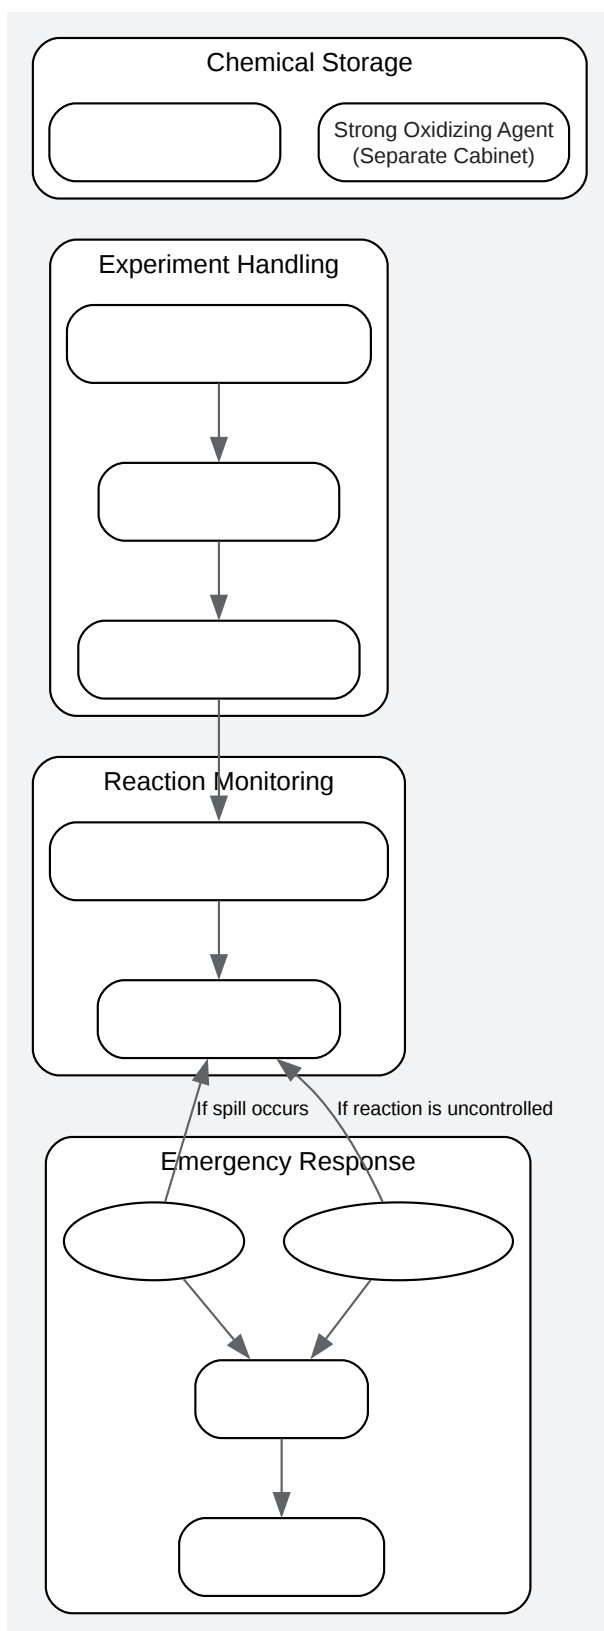 Chemical Storage
Strong Oxidizing Agent
(Separate Cabinet)
Experiment Handling
Reaction Monitoring
If spill occurs
If reaction is uncontrolled
Emergency Response